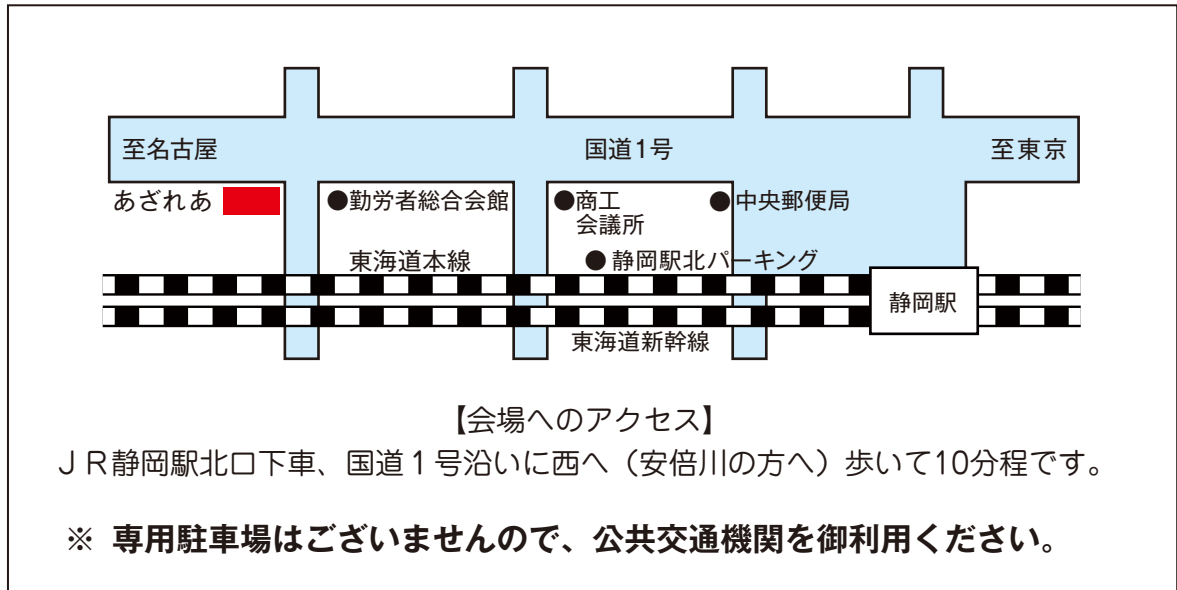 至名古屋
国道1号
至東京
あざれあ
●勤労者総合会館
●商工
会議所
●中央郵便局
東海道本線
●静岡駅北パーキング
静岡駅
東海道新幹線
【会場へのアクセス】
ＪＲ静岡駅北口下車、国道１号沿いに西へ（安倍川の方へ）歩いて10分程です。
※ 専用駐車場はございませんので、公共交通機関を御利用ください。